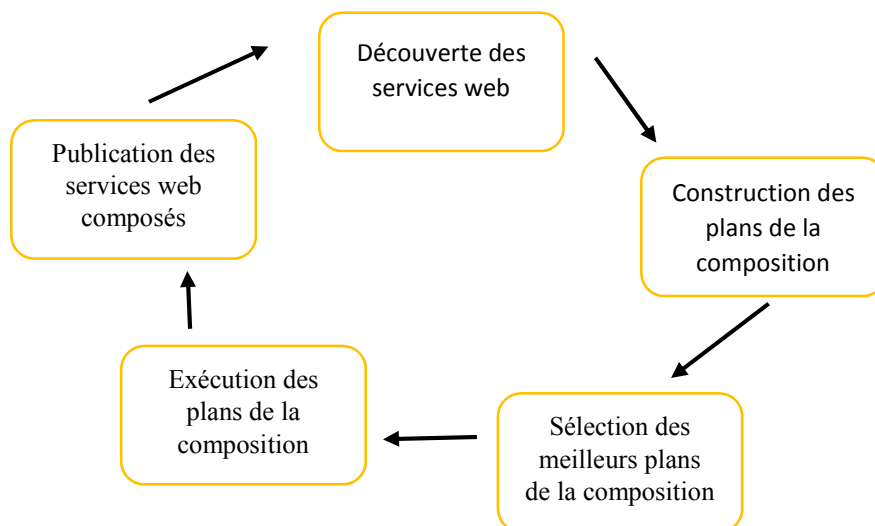 Découverte des
services web
Construction des
plans de la
composition
Sélection des
meilleurs plans
de la composition
Exécution des
plans de la
composition
Publication des
services web
composés